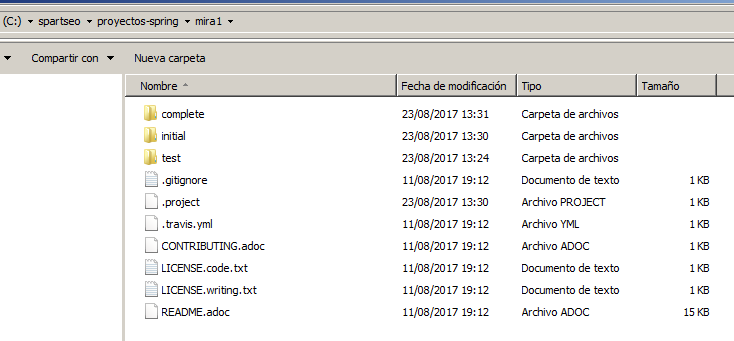 (C:) spartseo proyectos-spring mira1
Compartir con Nueva carpeta
Nombre Fecha de modificación Tipo Tamaño
complete 23/08/2017 13:31 Carpeta de archivos
initial 23/08/2017 13:30 Carpeta de archivos
test 23/08/2017 13:24 Carpeta de archivos
.gitignore 11/08/2017 19:12 Documento de texto 1 KB
.project 23/08/2017 13:30 Archivo PROJECT 1 KB
.travis.yml 11/08/2017 19:12 Archivo YML 1 KB
CONTRIBUTING.adoc 11/08/2017 19:12 Archivo ADOC 1 KB
LICENSE.code.txt 11/08/2017 19:12 Documento de texto 1 KB
LICENSE.writing.txt 11/08/2017 19:12 Documento de texto 1 KB
README.adoc 11/08/2017 19:12 Archivo ADOC 15 KB